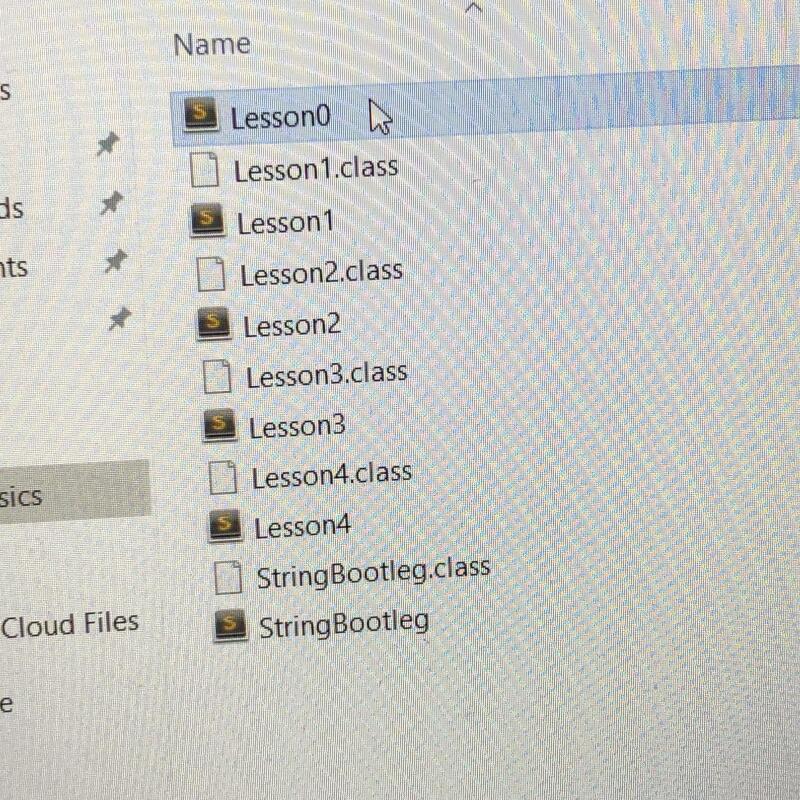 Name
s
Lesson0
Lesson1.class
ds
Lesson1
nts
Lesson2.class
Lesson2
Lesson3.class
Lesson3
sics
Lesson4.class
Lesson4
StringBootleg.class
Cloud Files
StringBootleg
e